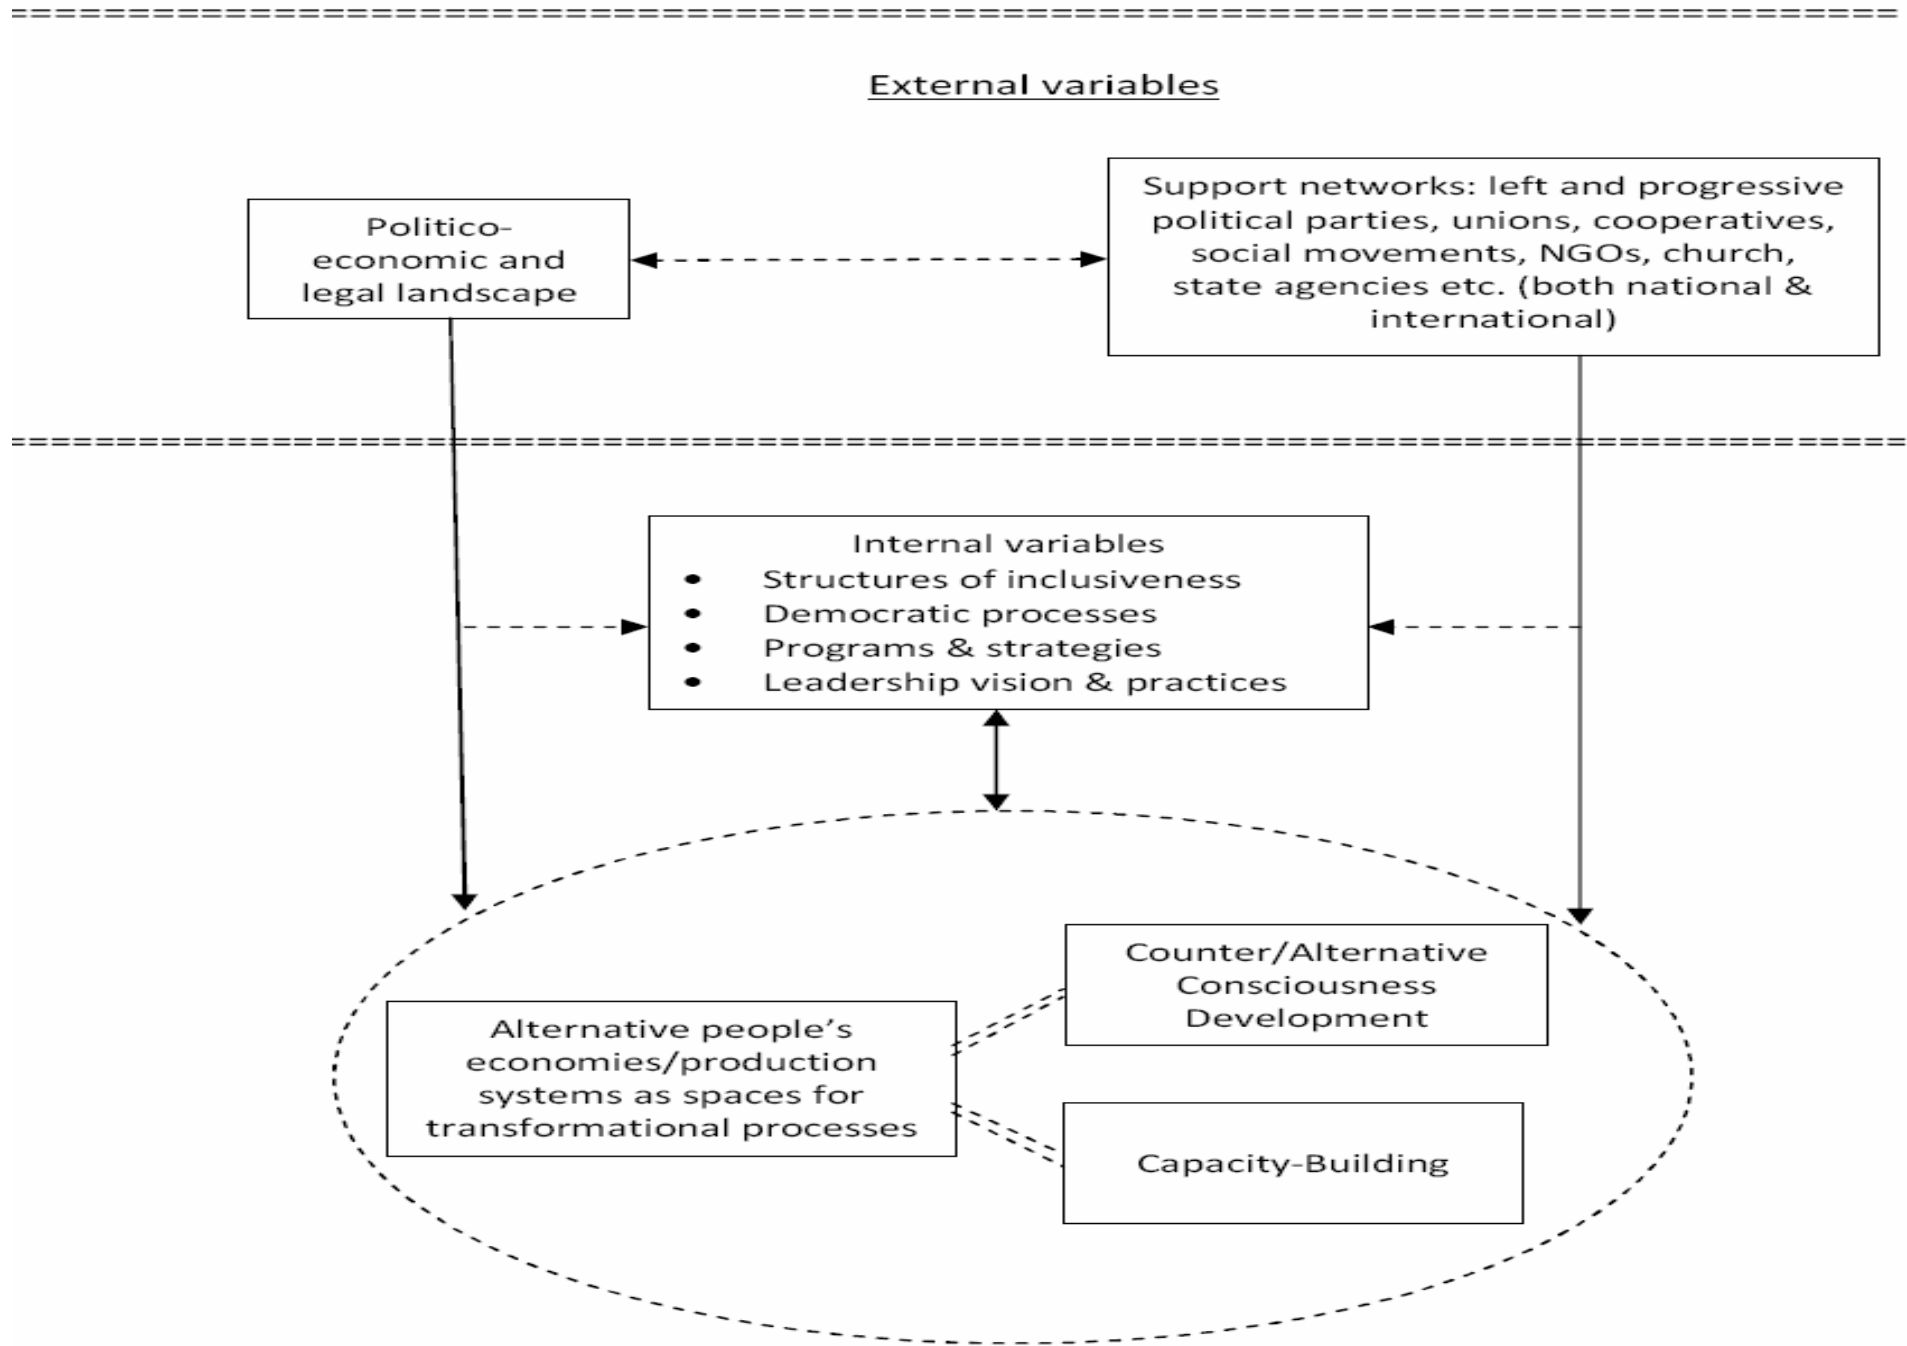 External variables
Politico-
economic and
legal landscape
Support networks: left and progressive
political parties, unions, cooperatives,
social movements, NGOs, church,
state agencies etc. (both national &
international)
Internal variables
• Structures of inclusiveness
• Democratic processes
• Programs & strategies
• Leadership vision & practices
Counter/Alternative
Consciousness
Development
Alternative people’s
economies/production
systems as spaces for
transformational processes
Capacity-Building